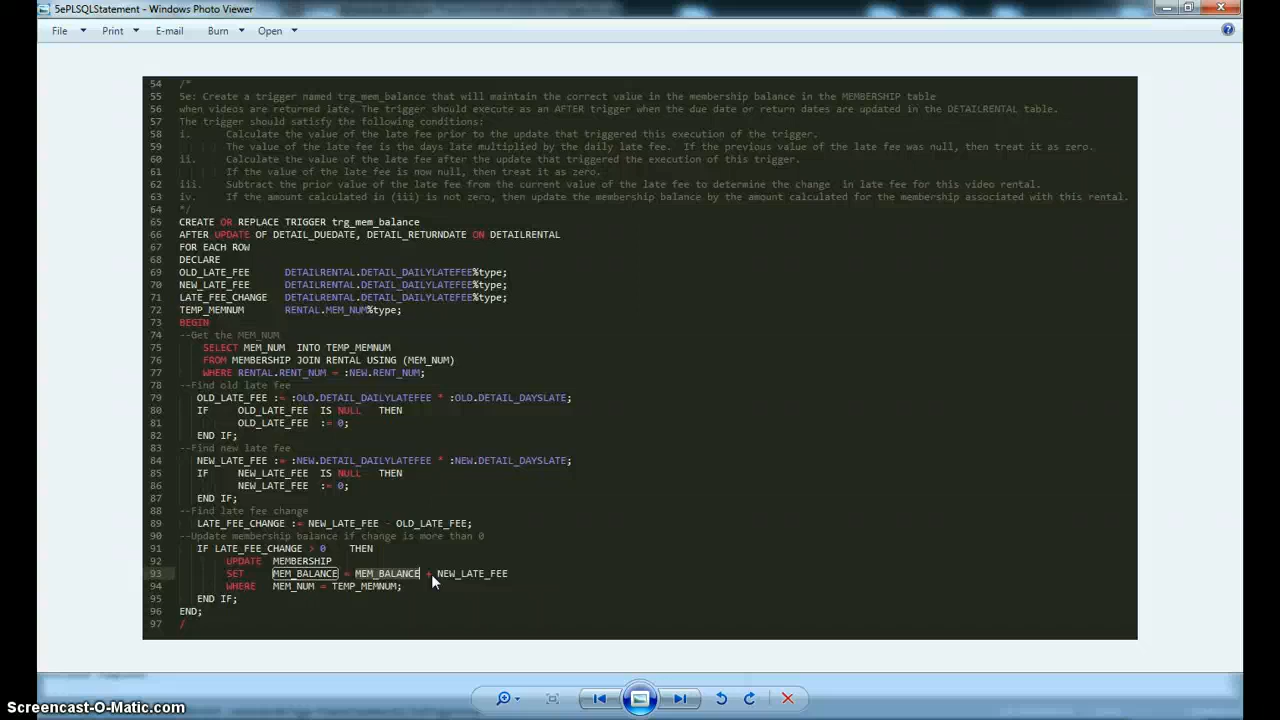 5ePLSQLStatement - Windows Photo Viewer
File Print E-mail Burn Open
54 /*
55 5e: Create a trigger named trg_mem_balance that will maintain the correct value in the membership balance in the MEMBERSHIP table
56 when videos are returned late. The trigger should execute as an AFTER trigger when the due date or return dates are updated in the DETAILRENTAL table.
57 The trigger should satisfy the following conditions:
58 i. Calculate the value of the late fee prior to the update that triggered this execution of the trigger.
59 The value of the late fee is the days late multiplied by the daily late fee. If the previous value of the late fee was null, then treat it as zero.
60 ii. Calculate the value of the late fee after the update that triggered the execution of this trigger.
61 If the value of the late fee is now null, then treat it as zero.
62 iii. Subtract the prior value of the late fee from the current value of the late fee to determine the change in late fee for this video rental.
63 iv. If the amount calculated in (iii) is not zero, then update the membership balance by the amount calculated for the membership associated with this rental.
64 */
65 CREATE OR REPLACE TRIGGER trg_mem_balance
66 AFTER UPDATE OF DETAIL_DUEDATE, DETAIL_RETURNDATE ON DETAILRENTAL
67 FOR EACH ROW
68 DECLARE
69 OLD_LATE_FEE DETAILRENTAL.DETAIL_DAILYLATEFEE%type;
70 NEW_LATE_FEE DETAILRENTAL.DETAIL_DAILYLATEFEE%type;
71 LATE_FEE_CHANGE DETAILRENTAL.DETAIL_DAILYLATEFEE%type;
72 TEMP_MEMNUM RENTAL.MEM_NUM%type;
73 BEGIN
74 --Get the MEM_NUM
75 SELECT MEM_NUM INTO TEMP_MEMNUM
76 FROM MEMBERSHIP JOIN RENTAL USING (MEM_NUM)
77 WHERE RENTAL.RENT_NUM = :NEW.RENT_NUM;
78 --Find old late fee
79 OLD_LATE_FEE := :OLD.DETAIL_DAILYLATEFEE * :OLD.DETAIL_DAYSLATE;
80 IF OLD_LATE_FEE IS NULL THEN
81 OLD_LATE_FEE := 0;
82 END IF;
83 --Find new late fee
84 NEW_LATE_FEE := :NEW.DETAIL_DAILYLATEFEE * :NEW.DETAIL_DAYSLATE;
85 IF NEW_LATE_FEE IS NULL THEN
86 NEW_LATE_FEE := 0;
87 END IF;
88 --Find late fee change
89 LATE_FEE_CHANGE := NEW_LATE_FEE - OLD_LATE_FEE;
90 --Update membership balance if change is more than 0
91 IF LATE_FEE_CHANGE > 0 THEN
92 UPDATE MEMBERSHIP
93 SET MEM_BALANCE = MEM_BALANCE + NEW_LATE_FEE
94 WHERE MEM_NUM = TEMP_MEMNUM;
95 END IF;
96 END;
97 /
Screencast-O-Matic.com